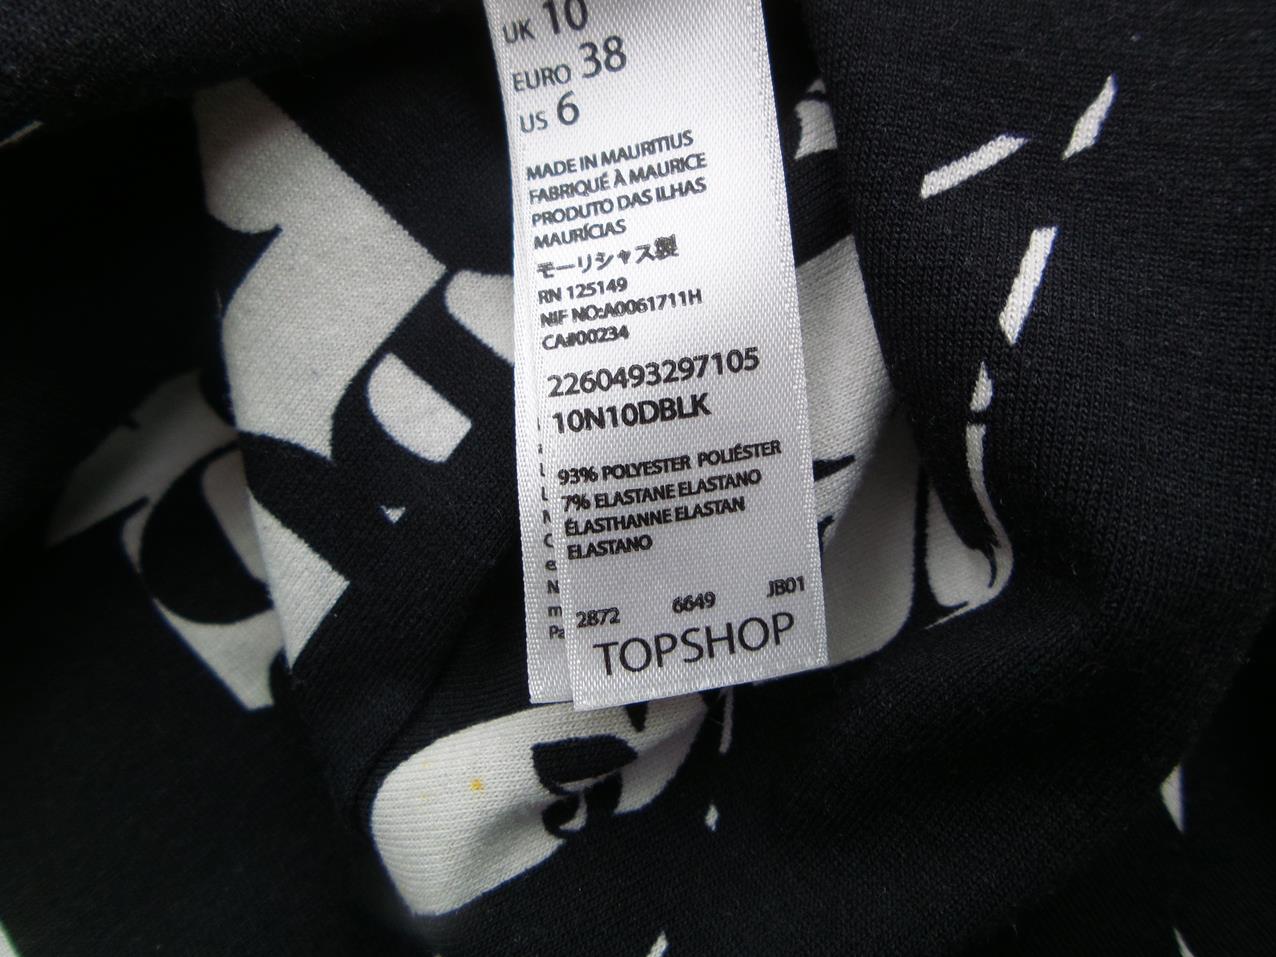 UK 10
EURO 38
US 6
MADE IN MAURITIUS
FABRIQUÉ À MAURICE
PRODUTO DAS ILHAS
MAURÍCIAS
モーリシャス製
RN 125149
NIF NO:A0061711H
CA#00234
2260493297105
10N10DBLK
93% POLYESTER POLIÉSTER
7% ELASTANE ELASTANO
ÉLASTHANNE ELASTAN
ELASTANO
2872 6649 JB01
TOPSHOP